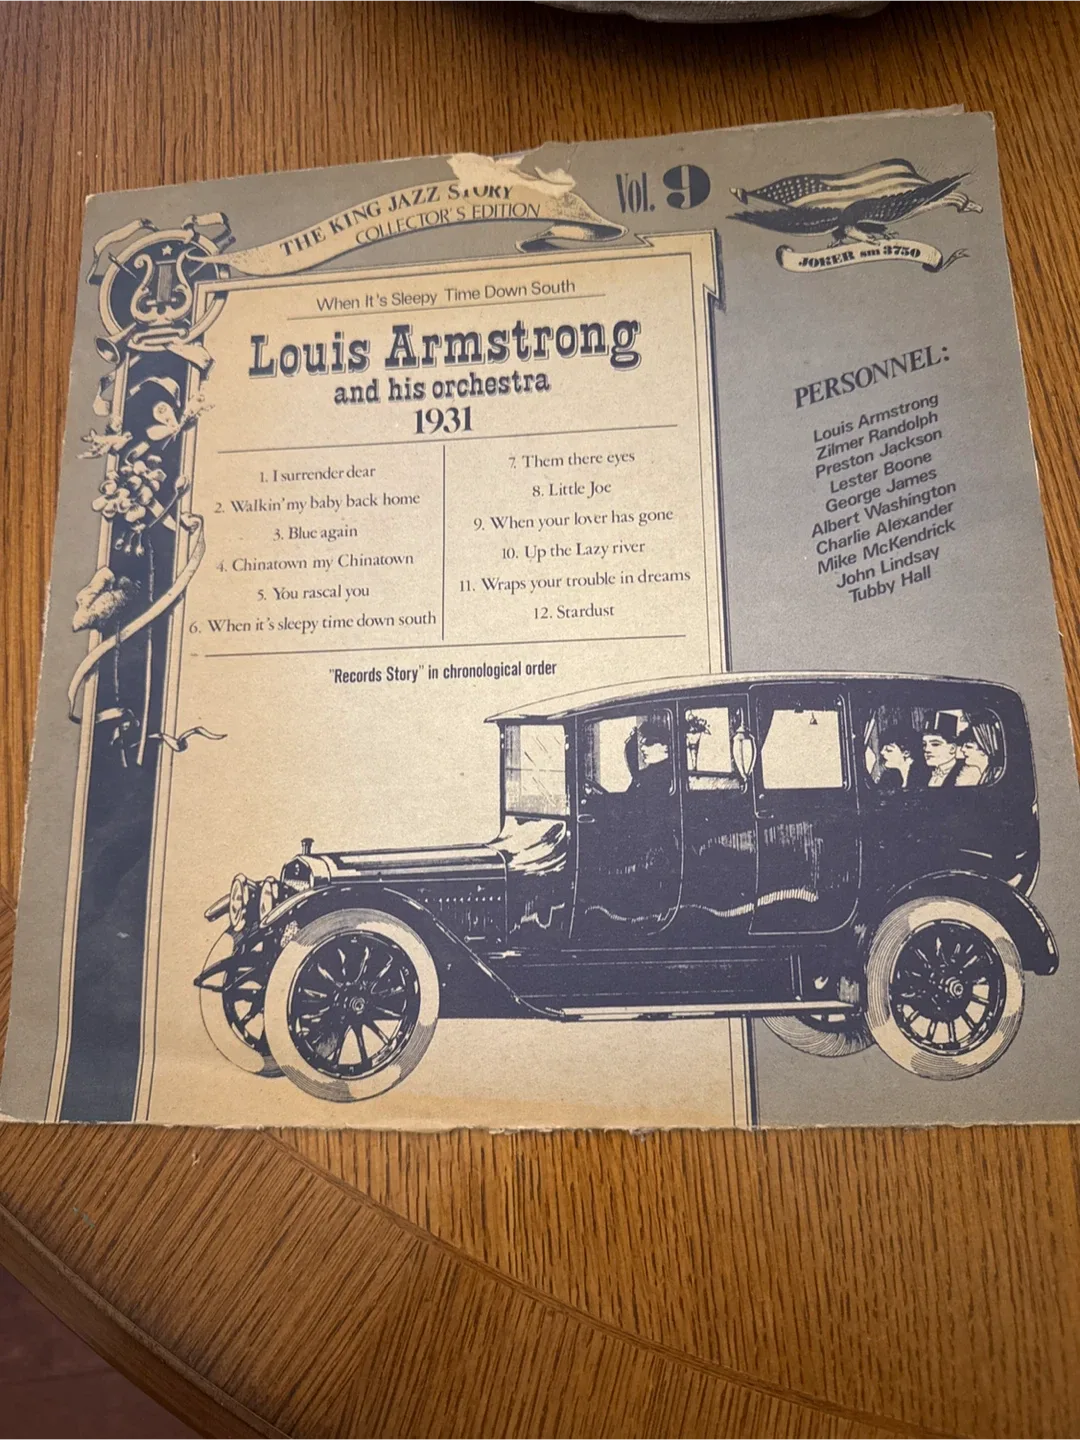 THE KING JAZZ STORY
COLLECTOR'S EDITION
Vol. 9
JOKER sm 3750
When It's Sleepy Time Down South
Louis Armstrong
and his orchestra
1931
1. I surrender dear
2. Walkin' my baby back home
3. Blue again
4. Chinatown my Chinatown
5. You rascal you
6. When it's sleepy time down south
7. Them there eyes
8. Little Joe
9. When your lover has gone
10. Up the Lazy river
11. Wraps your trouble in dreams
12. Stardust
"Records Story" in chronological order
PERSONNEL:
Louis Armstrong
Zilmer Randolph
Preston Jackson
Lester Boone
George James
Albert Washington
Charlie Alexander
Mike McKendrick
John Lindsay
Tubby Hall